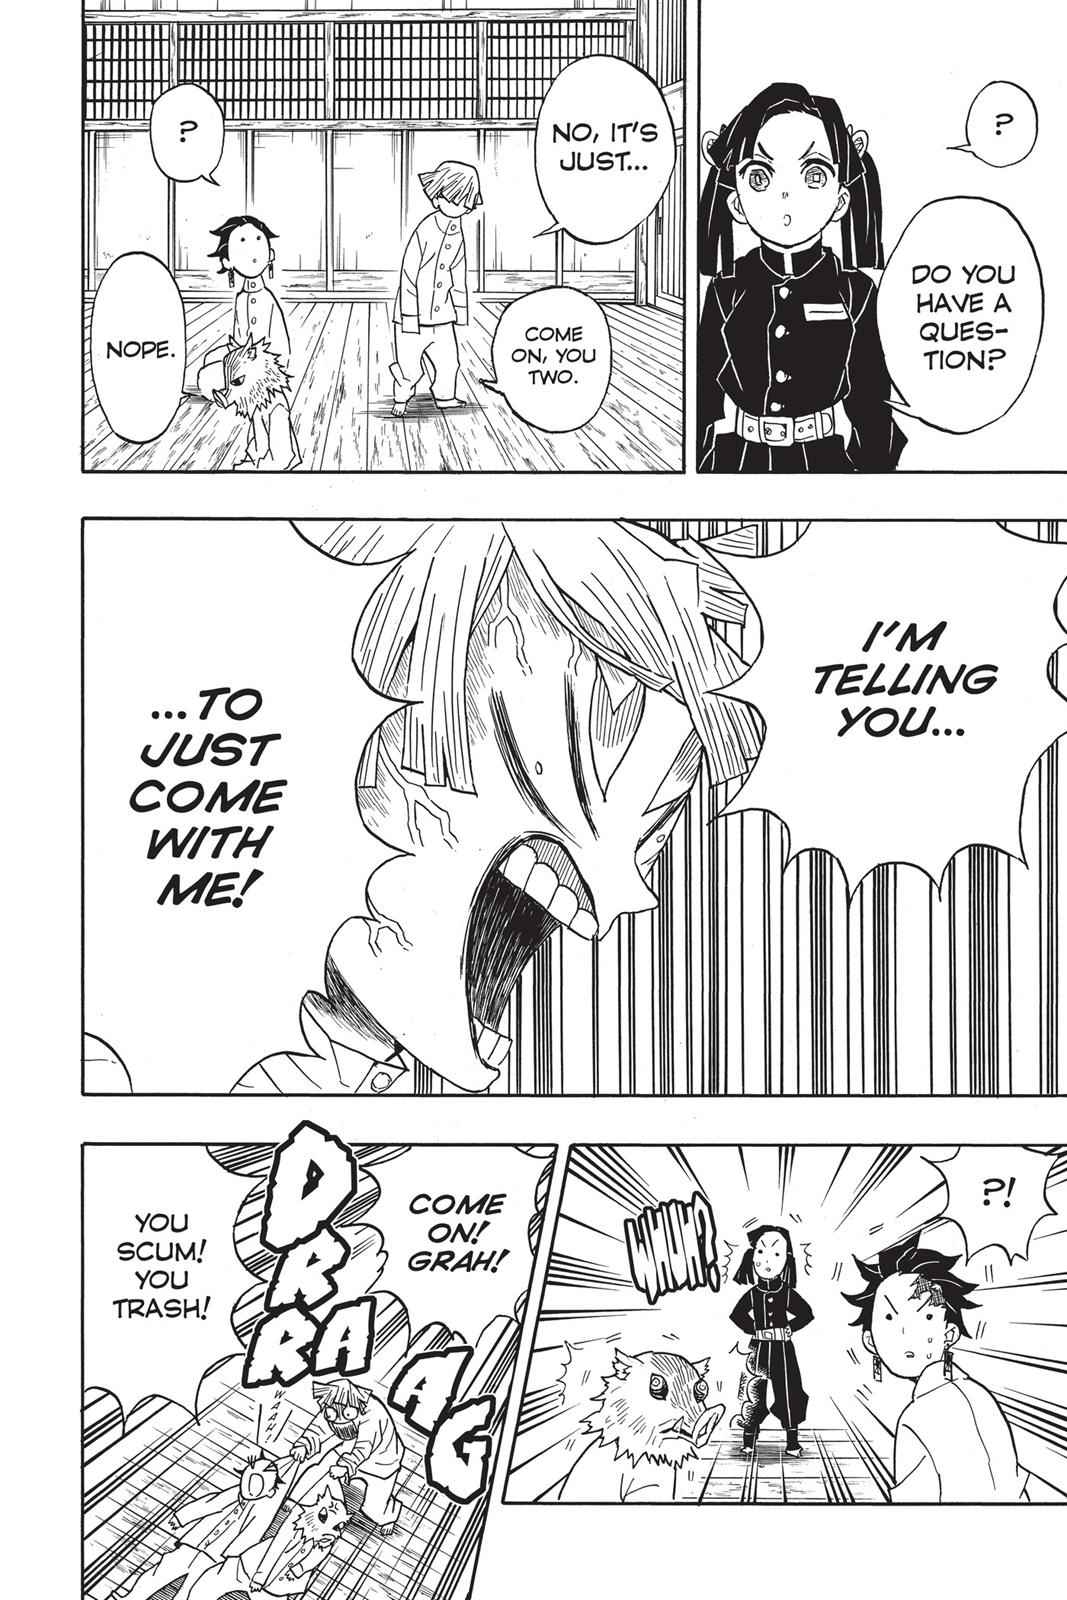 ?
DO YOU
HAVE A
QUES-
TION?
NO, IT'S
JUST...
COME
ON, YOU
TWO.
?
NOPE.
I'M
TELLING
YOU...
...TO
JUST
COME
WITH
ME!
?!
WHUH?
COME
ON!
GRAH!
DRRAAG
YOU
SCUM!
YOU
TRASH!
WAAH